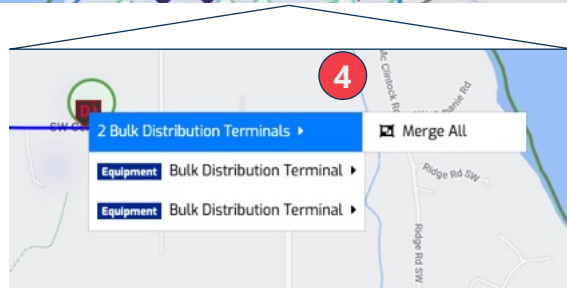 4
Mc Clintock Rd
SW
2 Bulk Distribution Terminals
Merge All
Equipment Bulk Distribution Terminal
Equipment Bulk Distribution Terminal
Ridge Rd SW
Ridge Rd SW